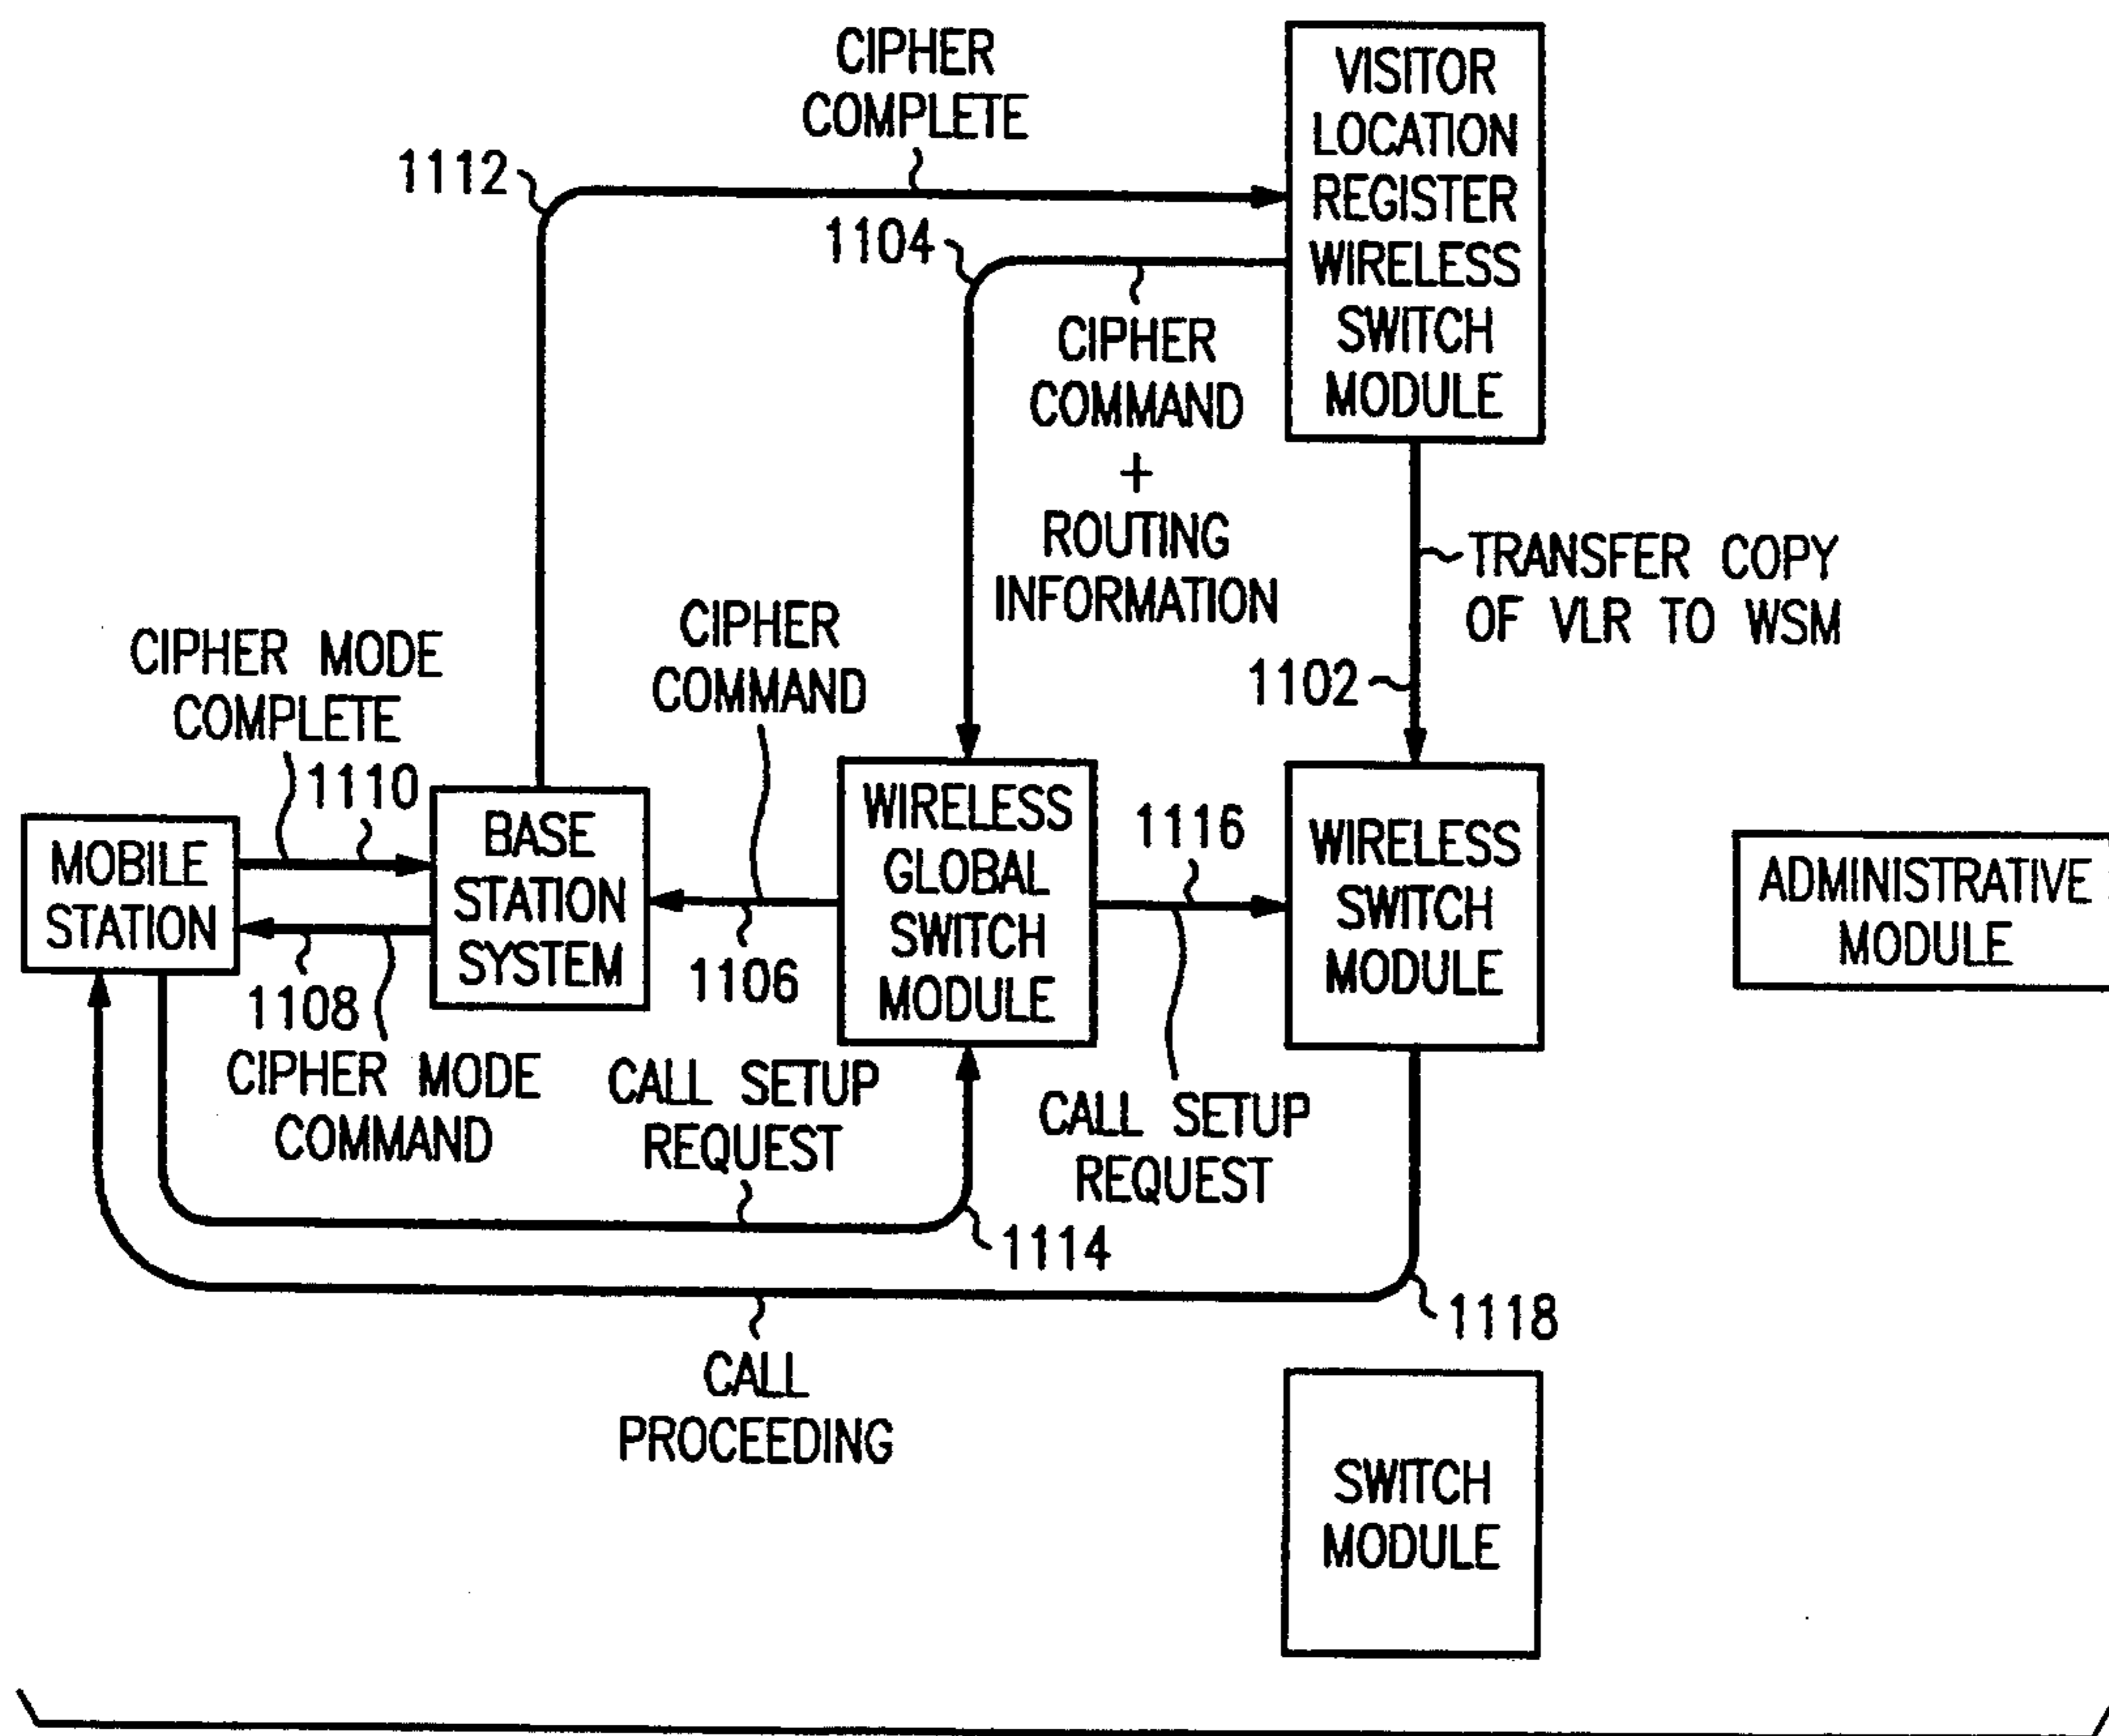 CIPHER
COMPLETE
1112
VISITOR
LOCATION
REGISTER
WIRELESS
SWITCH
MODULE
1104
CIPHER
COMMAND
+
ROUTING
INFORMATION
TRANSFER COPY
OF VLR TO WSM
1102
CIPHER MODE
COMPLETE
1110
CIPHER
COMMAND
MOBILE
STATION
BASE
STATION
SYSTEM
WIRELESS
GLOBAL
SWITCH
MODULE
1116
WIRELESS
SWITCH
MODULE
ADMINISTRATIVE
MODULE
1108
CIPHER MODE
COMMAND
1106
CALL SETUP
REQUEST
CALL SETUP
REQUEST
1114
1118
CALL
PROCEEDING
SWITCH
MODULE